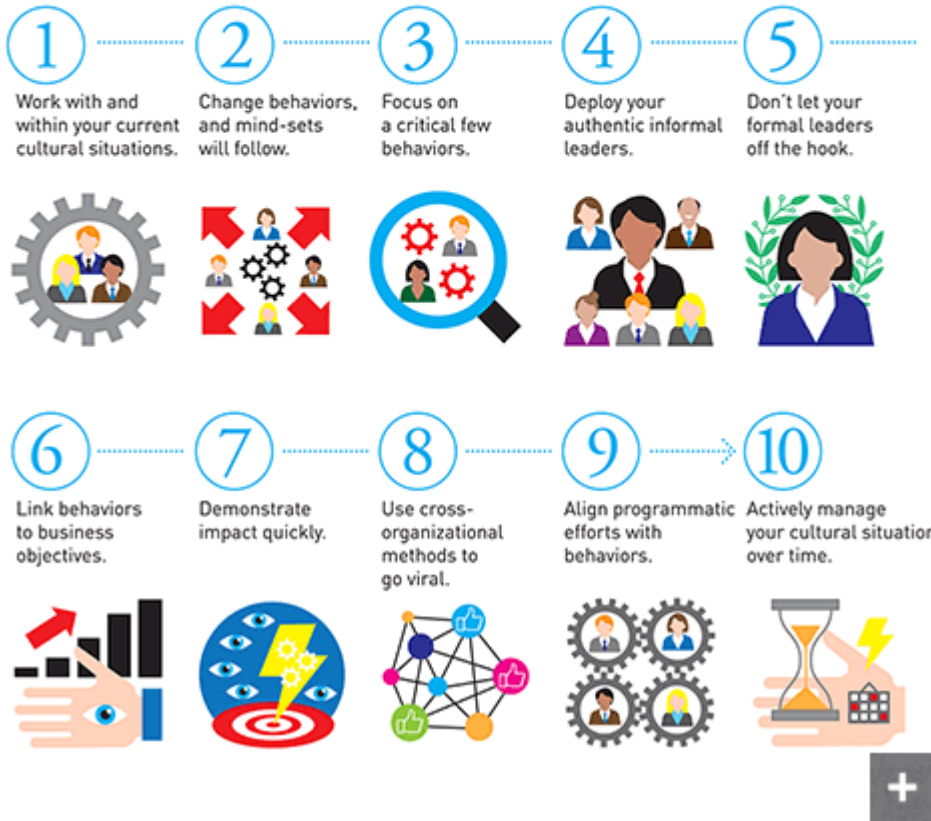 1
Work with and
within your current
cultural situations.
2
Change behaviors,
and mind-sets
will follow.
3
Focus on
a critical few
behaviors.
4
Deploy your
authentic informal
leaders.
5
Don't let your
formal leaders
off the hook.
6
Link behaviors
to business
objectives.
7
Demonstrate
impact quickly.
8
Use cross-
organizational
methods to
go viral.
9
Align programmatic
efforts with
behaviors.
10
Actively manage
your cultural situation
over time.
+